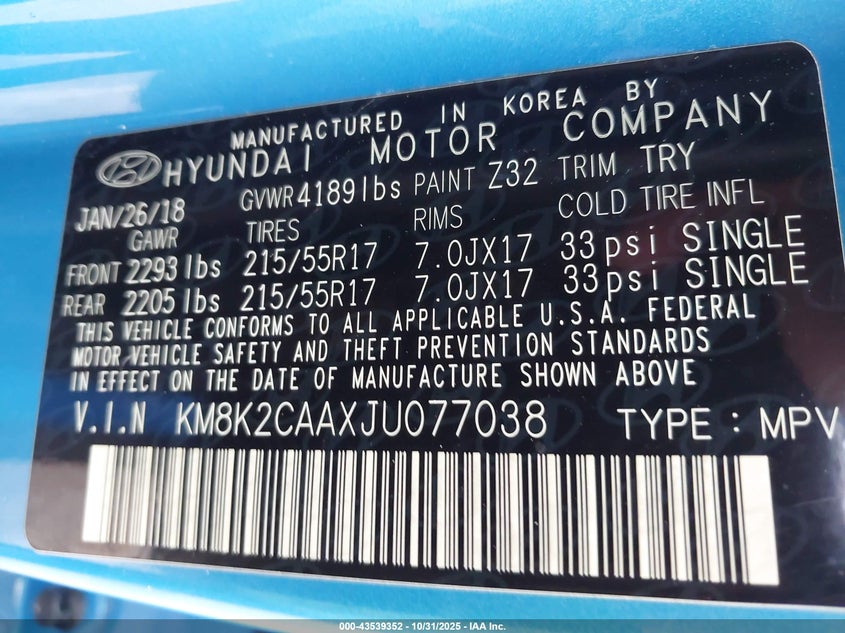 MANUFACTURED IN KOREA BY
HYUNDAI MOTOR COMPANY
JAN/26/18 GVWR 4189 lbs PAINT Z32 TRIM TRY
GAWR TIRES RIMS COLD TIRE INFL
FRONT 2293 lbs 215/55R17 7.0JX17 33psi SINGLE
REAR 2205 lbs 215/55R17 7.0JX17 33psi SINGLE
THIS VEHICLE CONFORMS TO ALL APPLICABLE U.S.A. FEDERAL
MOTOR VEHICLE SAFETY AND THEFT PREVENTION STANDARDS
IN EFFECT ON THE DATE OF MANUFACTURE SHOWN ABOVE
V.I.N KM8K2CAAXJU077038 TYPE : MPV
000-43539352 - 10/31/2025 - IAA Inc.